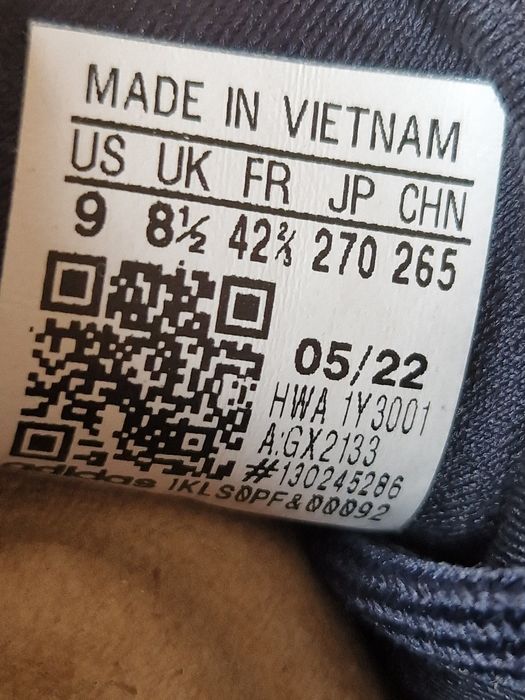 MADE IN VIETNAM
US UK FR JP CHN
9 8½ 42⅔ 270 265
05/22
HWA 1Y3001
A:GX2133
#130245286
adidas 1KLS0PF&00092